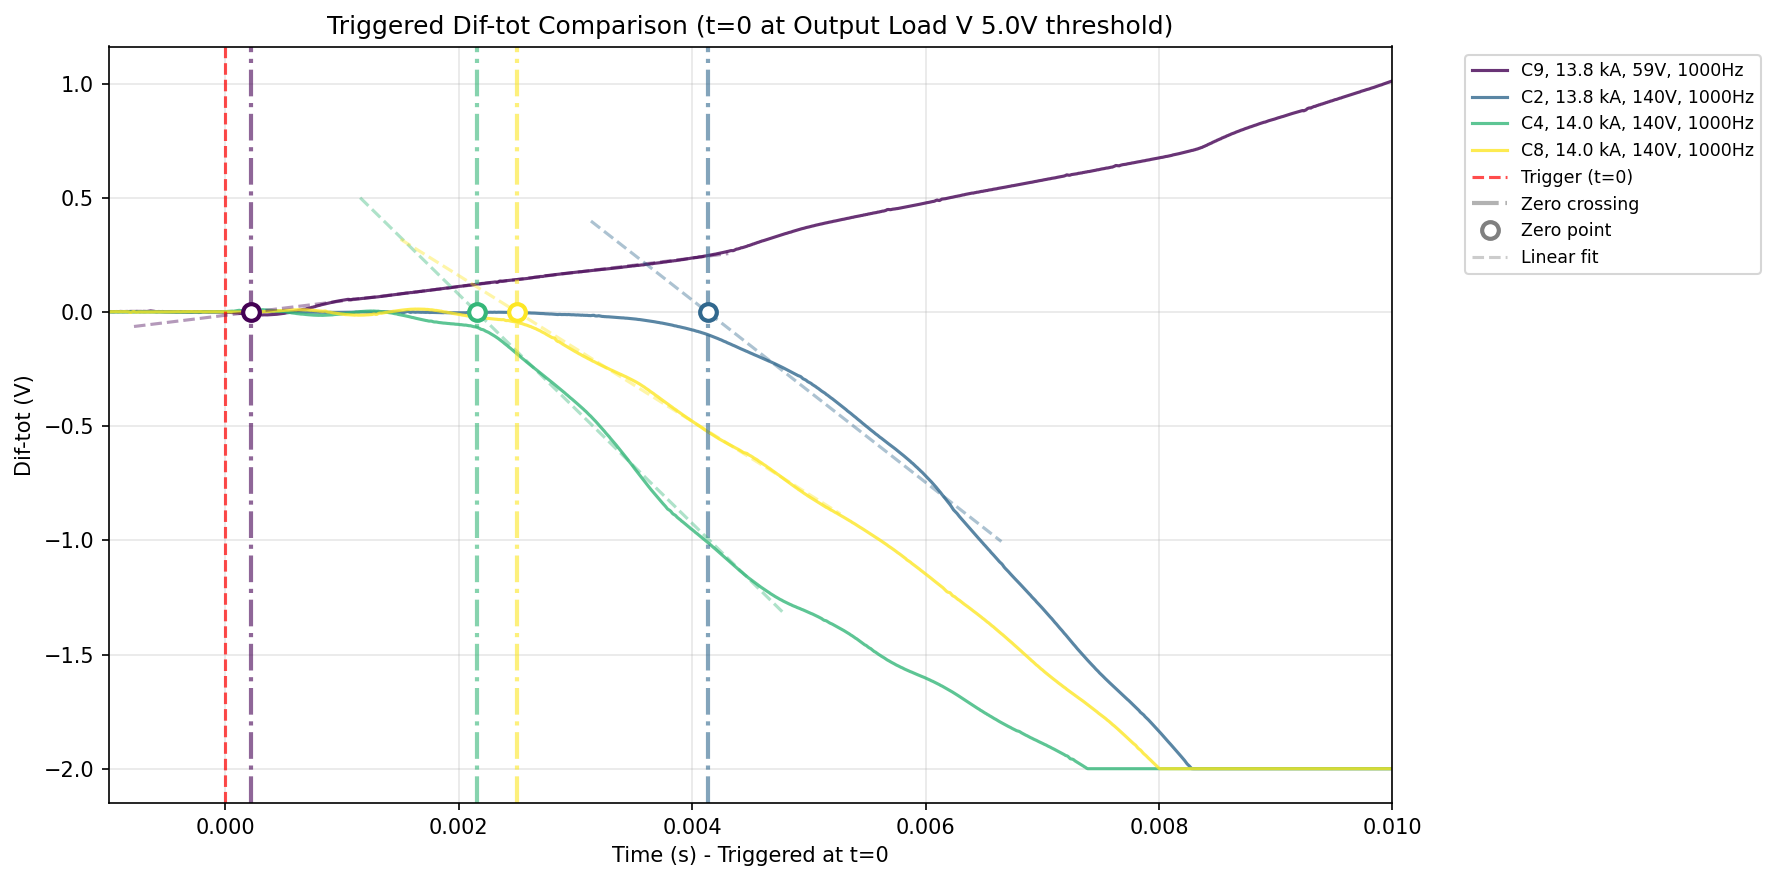 Triggered Dif-tot Comparison (t=0 at Output Load V 5.0V threshold)
C9, 13.8 kA, 59V, 1000Hz
C2, 13.8 kA, 140V, 1000Hz
C4, 14.0 kA, 140V, 1000Hz
C8, 14.0 kA, 140V, 1000Hz
Trigger (t=0)
Zero crossing
Zero point
Linear fit
Dif-tot (V)
1.0
0.5
0.0
−0.5
−1.0
−1.5
−2.0
0.000 0.002 0.004 0.006 0.008 0.010
Time (s) - Triggered at t=0